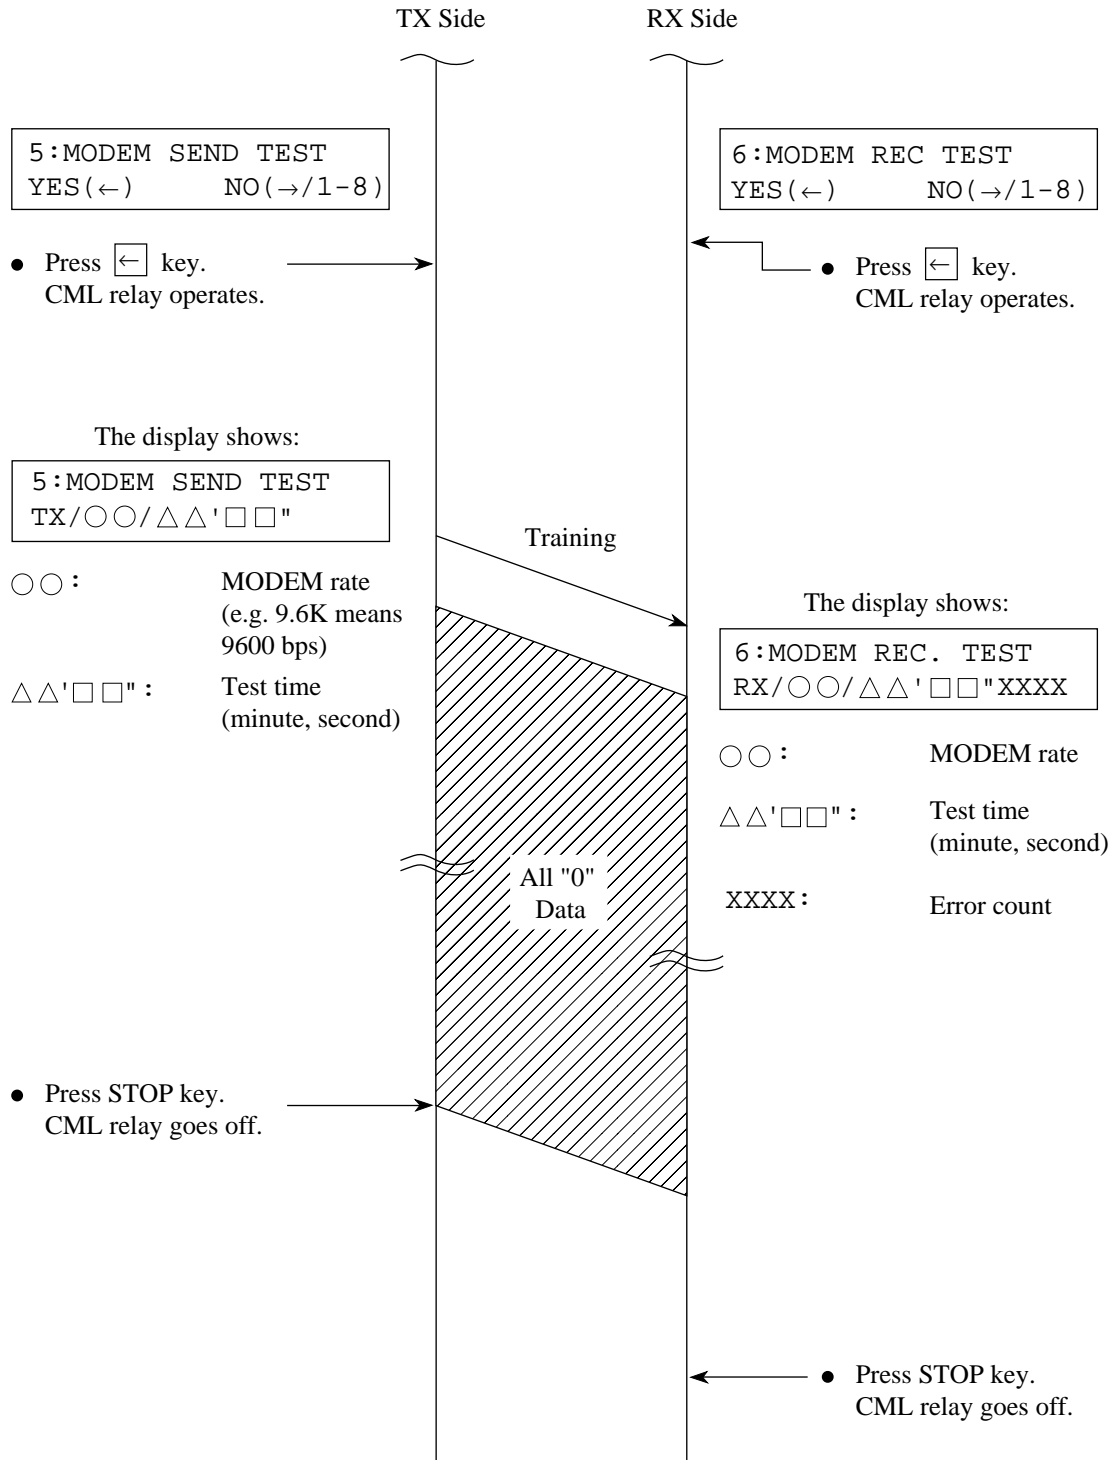 TX Side
RX Side
5:MODEM SEND TEST
YES(←) NO(→/1-8)
6:MODEM REC TEST
YES(←) NO(→/1-8)
● Press ← key.
CML relay operates.
● Press ← key.
CML relay operates.
The display shows:
5:MODEM SEND TEST
TX/○○/△△'□□"
Training
○○: MODEM rate
(e.g. 9.6K means
9600 bps)
△△'□□": Test time
(minute, second)
The display shows:
6:MODEM REC. TEST
RX/○○/△△'□□"XXXX
○○: MODEM rate
△△'□□": Test time
(minute, second)
XXXX: Error count
All "0"
Data
● Press STOP key.
CML relay goes off.
● Press STOP key.
CML relay goes off.